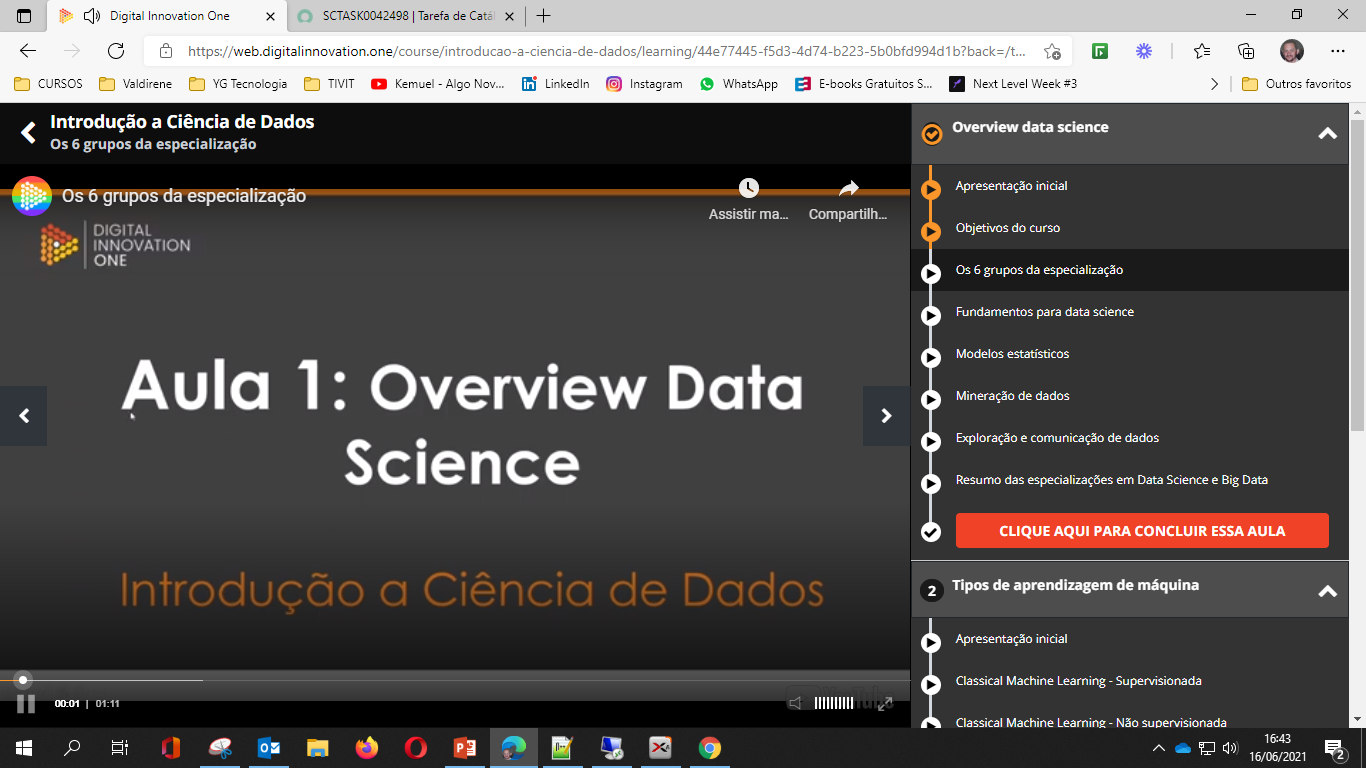 Digital Innovation One
SCTASK0042498 | Tarefa de Catál
https://web.digitalinnovation.one/course/introducao-a-ciencia-de-dados/learning/44e77445-f5d3-4d74-b223-5b0bfd994d1b?back=/t...
CURSOS
Valdirene
YG Tecnologia
TIVIT
Kemuel - Algo Nov...
LinkedIn
Instagram
WhatsApp
E-books Gratuitos S...
Next Level Week #3
Outros favoritos
Introdução a Ciência de Dados
Os 6 grupos da especialização
Os 6 grupos da especialização
Assistir ma...
Compartilh...
DIGITAL
INNOVATION
ONE
Aula 1: Overview Data
Science
Introdução a Ciência de Dados
00:01 | 01:11
Overview data science
Apresentação inicial
Objetivos do curso
Os 6 grupos da especialização
Fundamentos para data science
Modelos estatísticos
Mineração de dados
Exploração e comunicação de dados
Resumo das especializações em Data Science e Big Data
CLIQUE AQUI PARA CONCLUIR ESSA AULA
2
Tipos de aprendizagem de máquina
Apresentação inicial
Classical Machine Learning - Supervisionada
Classical Machine Learning - Não supervisionada
16:43
16/06/2021
2